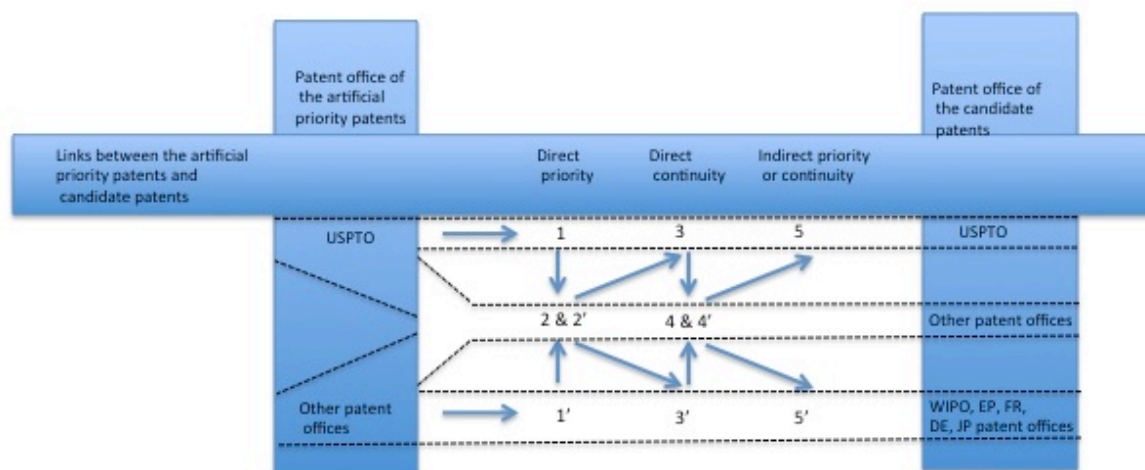 Patent office of
the artificial
priority patents
Patent office of
the candidate
patents
Links between the artificial
priority patents and
candidate patents
Direct
priority
Direct
continuity
Indirect priority
or continuity
USPTO
1
3
5
USPTO
2 & 2’
4 & 4’
Other patent offices
Other patent
offices
1’
3’
5’
WIPO, EP, FR,
DE, JP patent offices